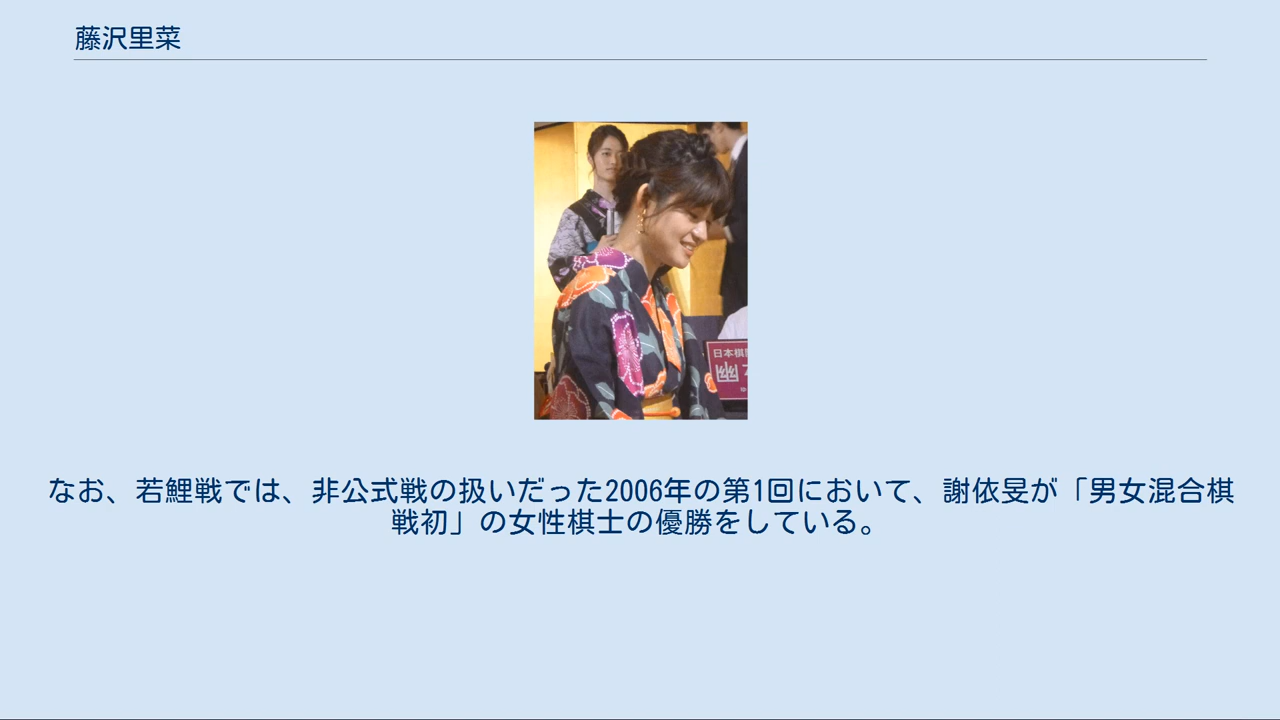 藤沢里菜
日本棋
なお、若鯉戦では、非公式戦の扱いだった2006年の第1回において、謝依旻が「男女混合棋
戦初」の女性棋士の優勝をしている。